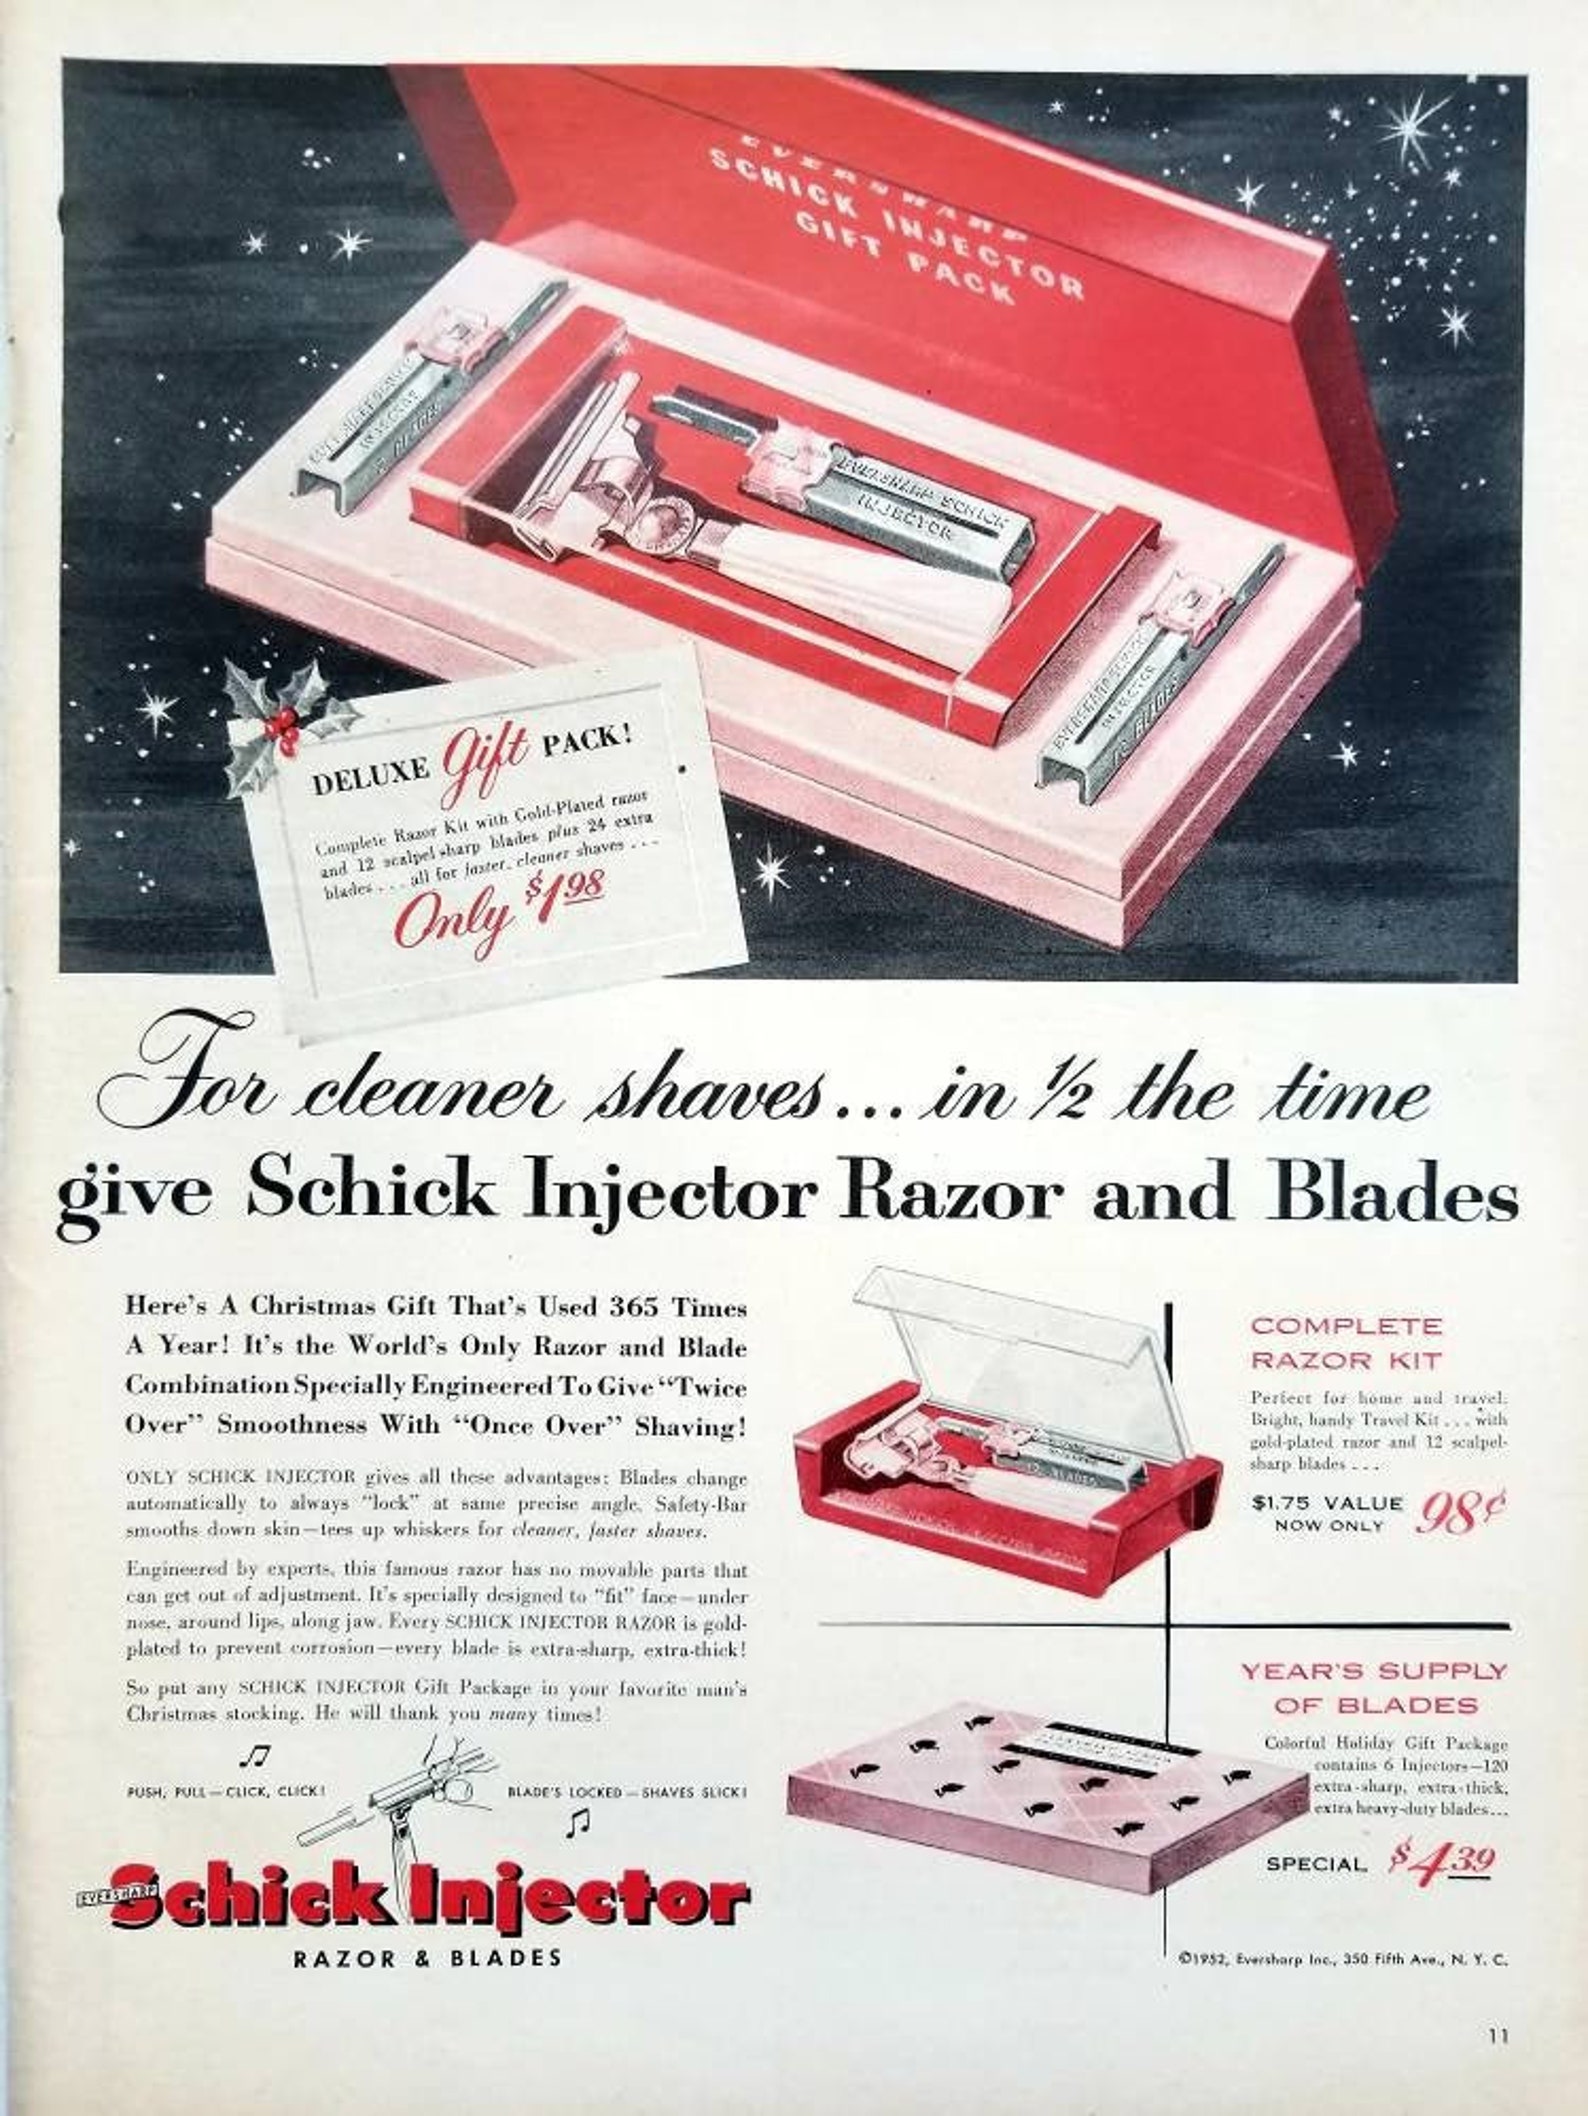 EVERSHARP
SCHICK INJECTOR
GIFT PACK
EVERSHARP SCHICK
INJECTOR
EVERSHARP SCHICK
INJECTOR
12 BLADES
DELUXE Gift PACK!
Complete Razor Kit with Gold-Plated razor
and 12 scalpel-sharp blades plus 24 extra
blades . . . all for faster, cleaner shaves . . .
Only $1.98
For cleaner shaves... in ½ the time
give Schick Injector Razor and Blades
Here's A Christmas Gift That's Used 365 Times
A Year! It's the World's Only Razor and Blade
Combination Specially Engineered To Give "Twice
Over" Smoothness With "Once Over" Shaving!
ONLY SCHICK INJECTOR gives all these advantages: Blades change
automatically to always "lock" at same precise angle. Safety-Bar
smooths down skin—tees up whiskers for cleaner, faster shaves.
Engineered by experts, this famous razor has no movable parts that
can get out of adjustment. It's specially designed to "fit" face—under
nose, around lips, along jaw. Every SCHICK INJECTOR RAZOR is gold-
plated to prevent corrosion—every blade is extra-sharp, extra-thick!
So put any SCHICK INJECTOR Gift Package in your favorite man's
Christmas stocking. He will thank you many times!
PUSH, PULL—CLICK, CLICK!
BLADE'S LOCKED—SHAVES SLICK!
EVERSHARP
Schick Injector
RAZOR & BLADES
COMPLETE
RAZOR KIT
Perfect for home and travel.
Bright, handy Travel Kit . . . with
gold-plated razor and 12 scalpel-
sharp blades . . .
$1.75 VALUE
NOW ONLY 98¢
YEAR'S SUPPLY
OF BLADES
Colorful Holiday Gift Package
contains 6 Injectors—120
extra-sharp, extra-thick,
extra heavy-duty blades...
SPECIAL $4.39
©1952, Eversharp Inc., 350 Fifth Ave., N. Y. C.
11